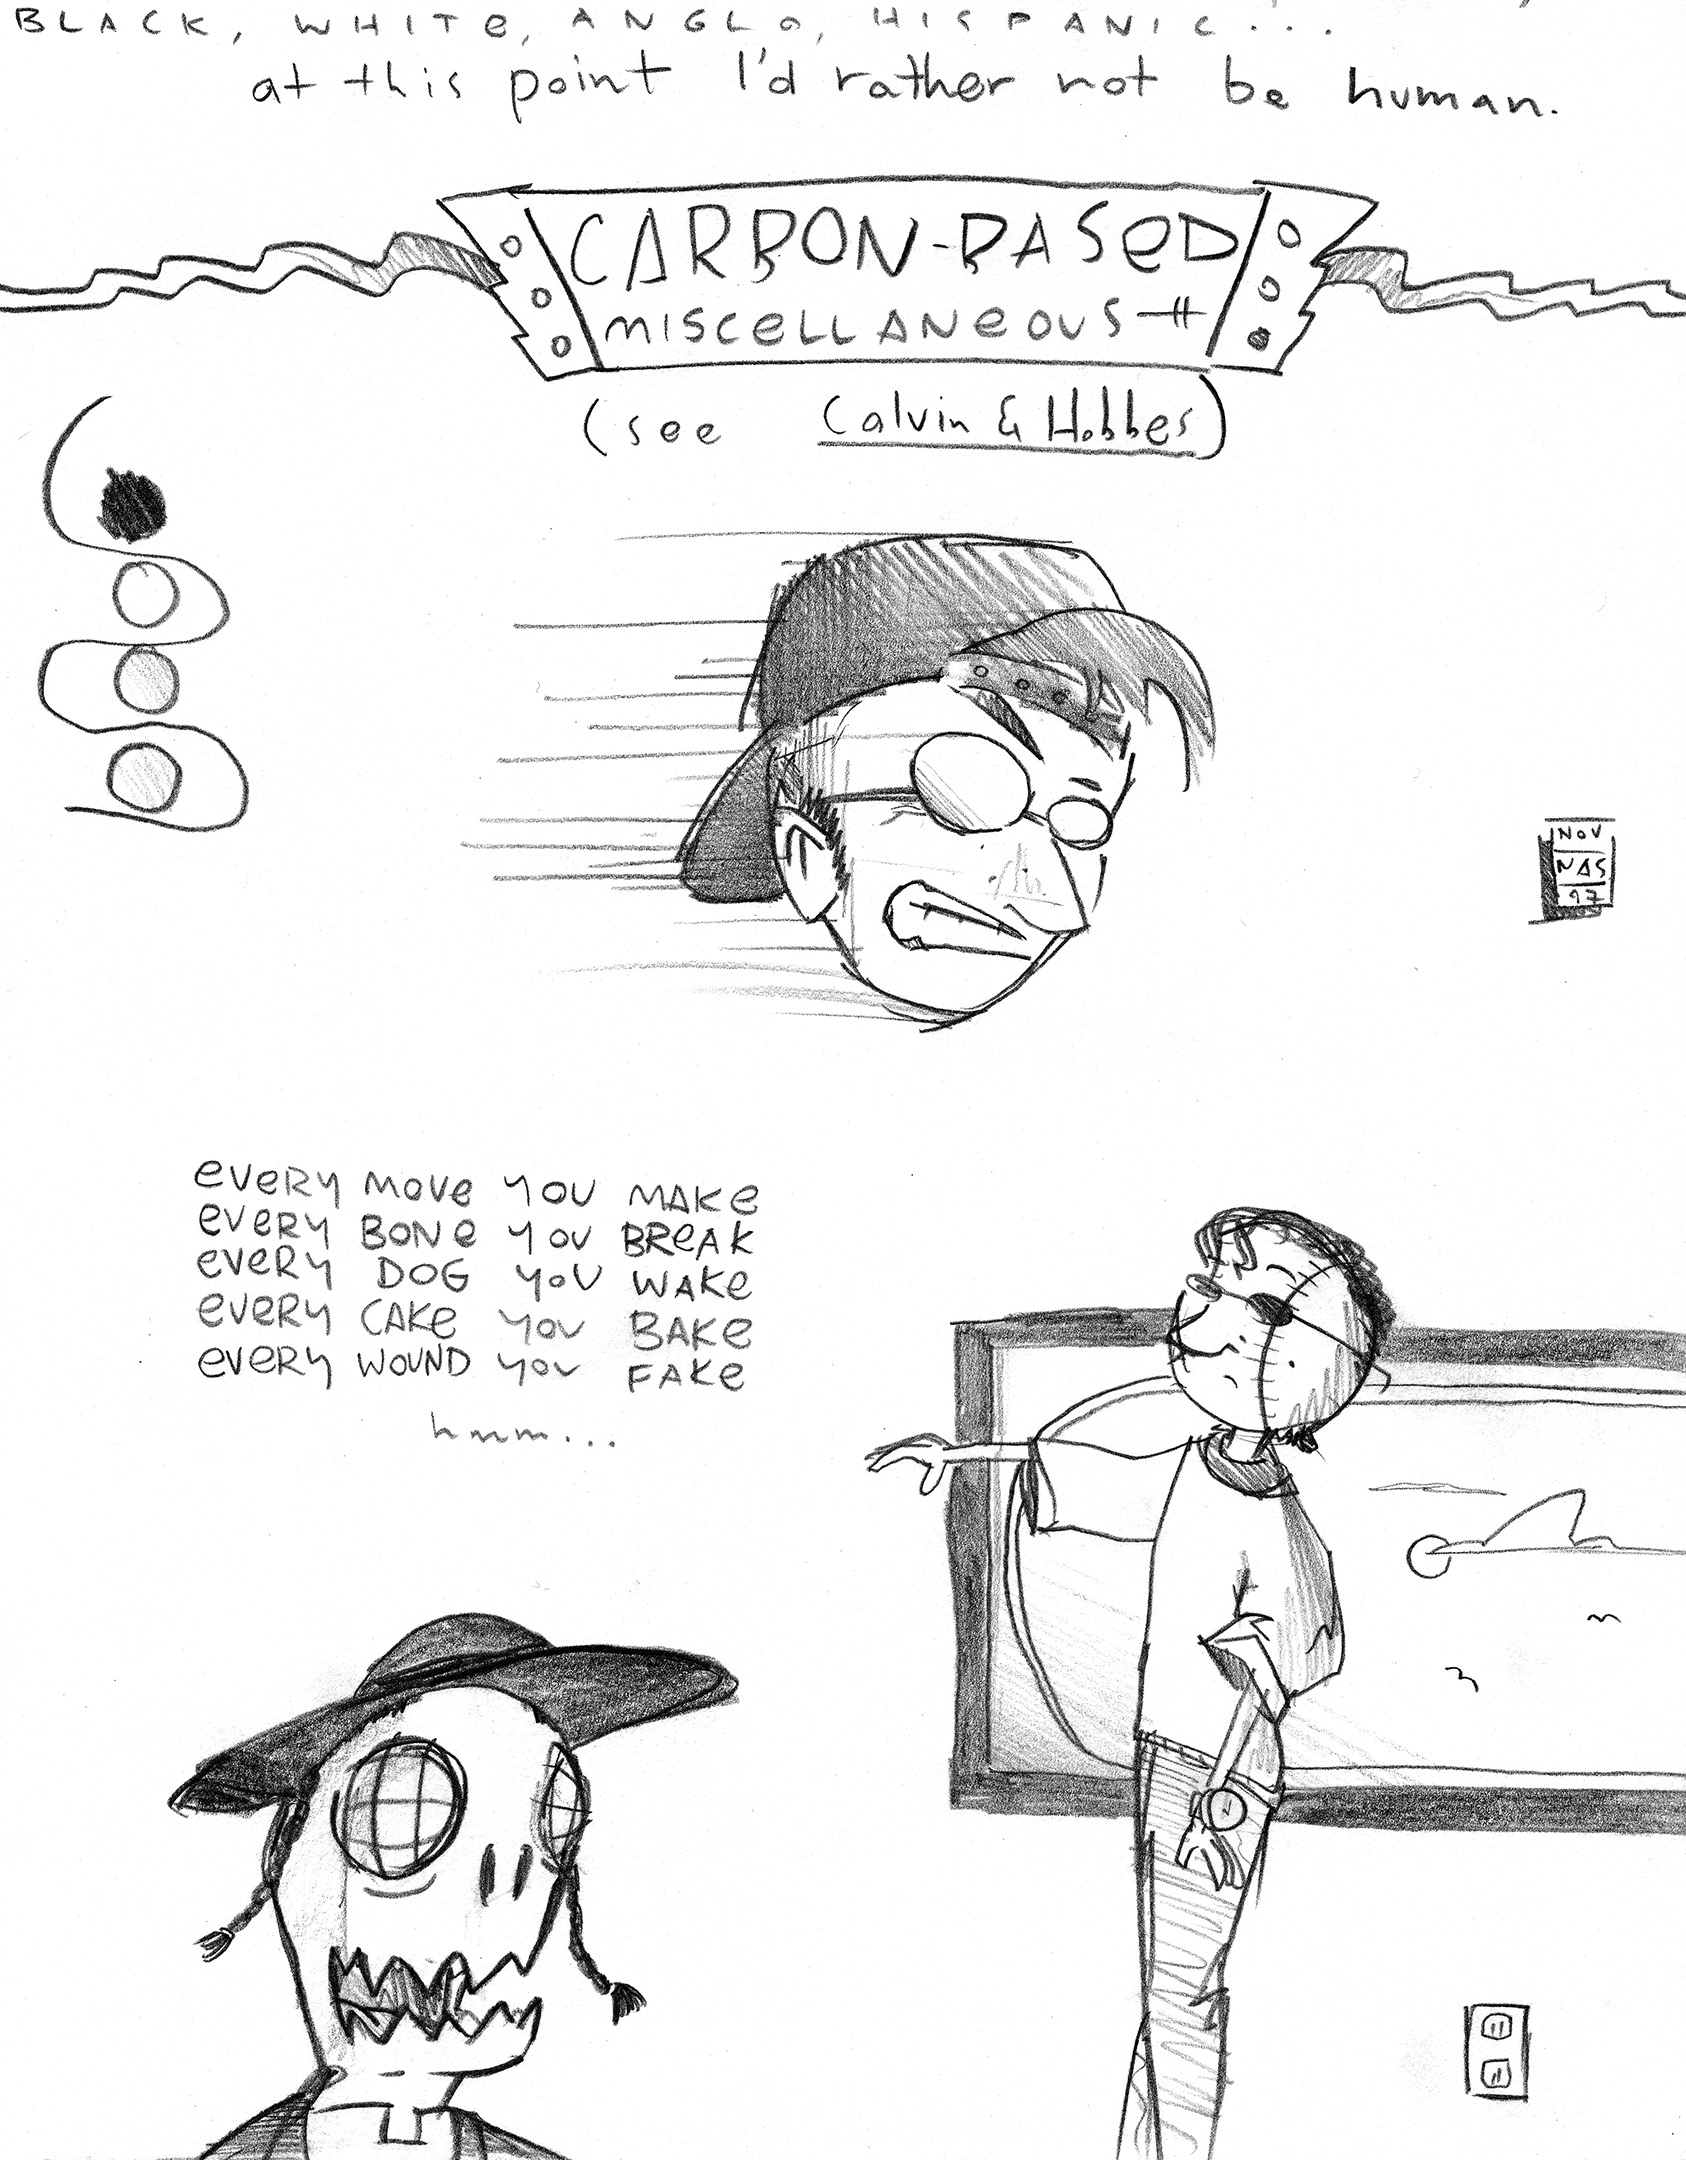 BLACK, WHITE, ANGLO, HISPANIC...
at this point I'd rather not be human.
CARBON-BASED
MISCELLANEOUS
(see Calvin & Hobbes)
NOV
NAS
97
EVERY MOVE YOU MAKE
EVERY BONE YOU BREAK
EVERY DOG YOU WAKE
EVERY CAKE YOU BAKE
EVERY WOUND YOU FAKE
hmm...